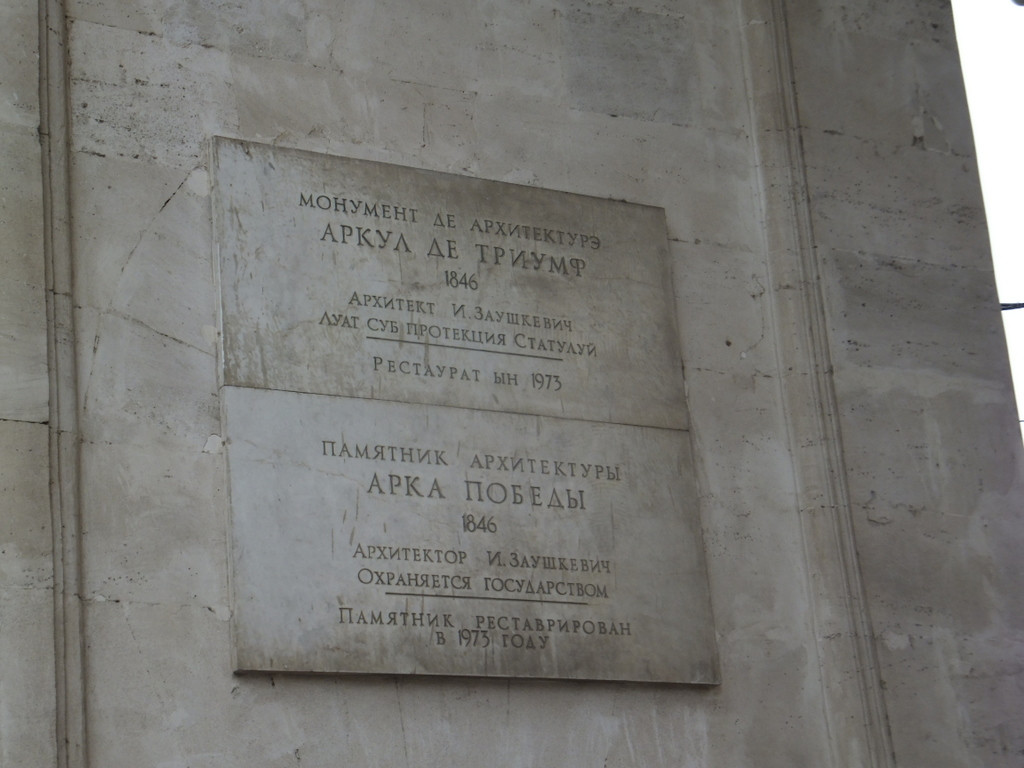 МОНУМЕНТ ДЕ АРХИТЕКТУРЭ
АРКУЛ ДЕ ТРИУМФ
1846
АРХИТЕКТ И.ЗАУШКЕВИЧ
ЛУАТ СУБ ПРОТЕКЦИЯ СТАТУЛУЙ
РЕСТАУРАТ ЫН 1973
ПАМЯТНИК АРХИТЕКТУРЫ
АРКА ПОБЕДЫ
1846
АРХИТЕКТОР И.ЗАУШКЕВИЧ
ОХРАНЯЕТСЯ ГОСУДАРСТВОМ
ПАМЯТНИК РЕСТАВРИРОВАН
В 1973 ГОДУ